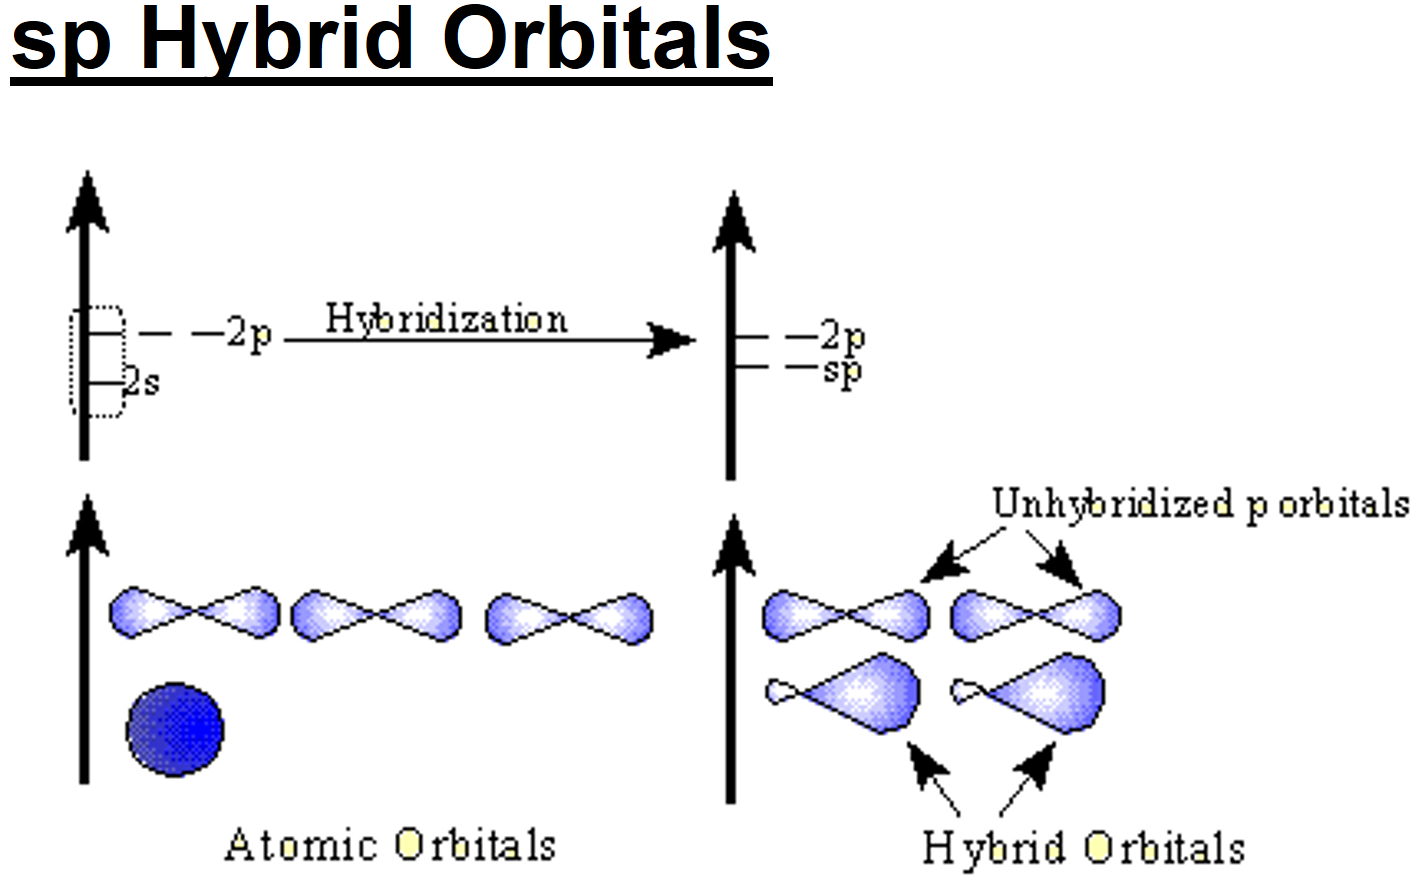 sp Hybrid Orbitals
Hybridization
2p
2s
2p
sp
Unhybridized p orbitals
Atomic Orbitals
Hybrid Orbitals